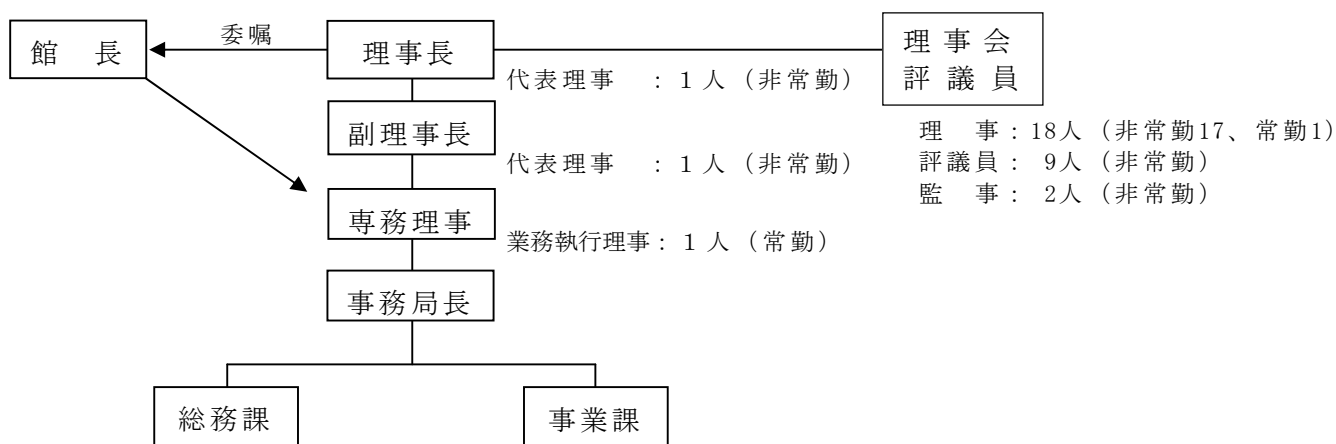 館　長
委嘱
理事長
理事会
評議員
代表理事　：１人（非常勤）
副理事長
理　事：18人（非常勤17、常勤1）
評議員： 9人（非常勤）
監　事： 2人（非常勤）
代表理事　：１人（非常勤）
専務理事
業務執行理事：１人（常勤）
事務局長
総務課
事業課